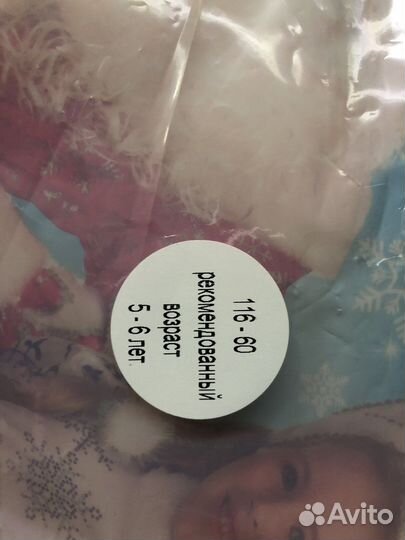 116 - 60
рекомендованный
возраст
5 - 6 лет.
Avito